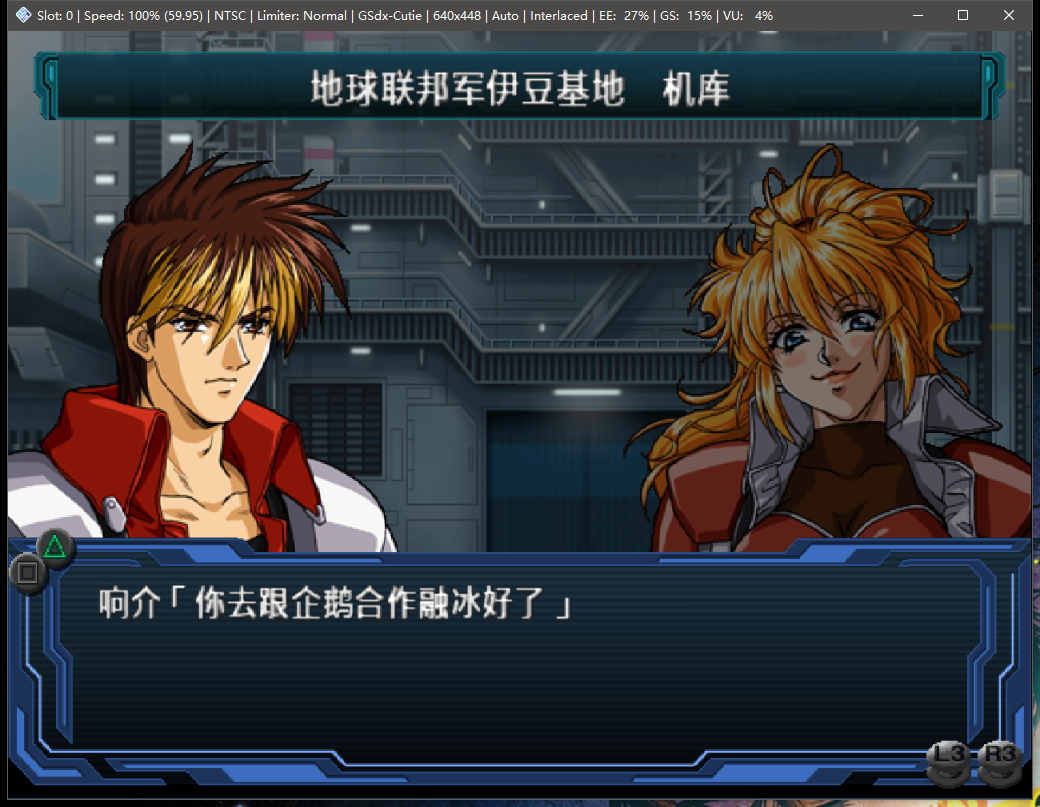 Slot: 0 | Speed: 100% (59.95) | NTSC | Limiter: Normal | GSdx-Cutie | 640x448 | Auto | Interlaced | EE: 27% | GS: 15% | VU: 4%
地球联邦军伊豆基地　机库
响介「你去跟企鹅合作融冰好了」
L3 R3